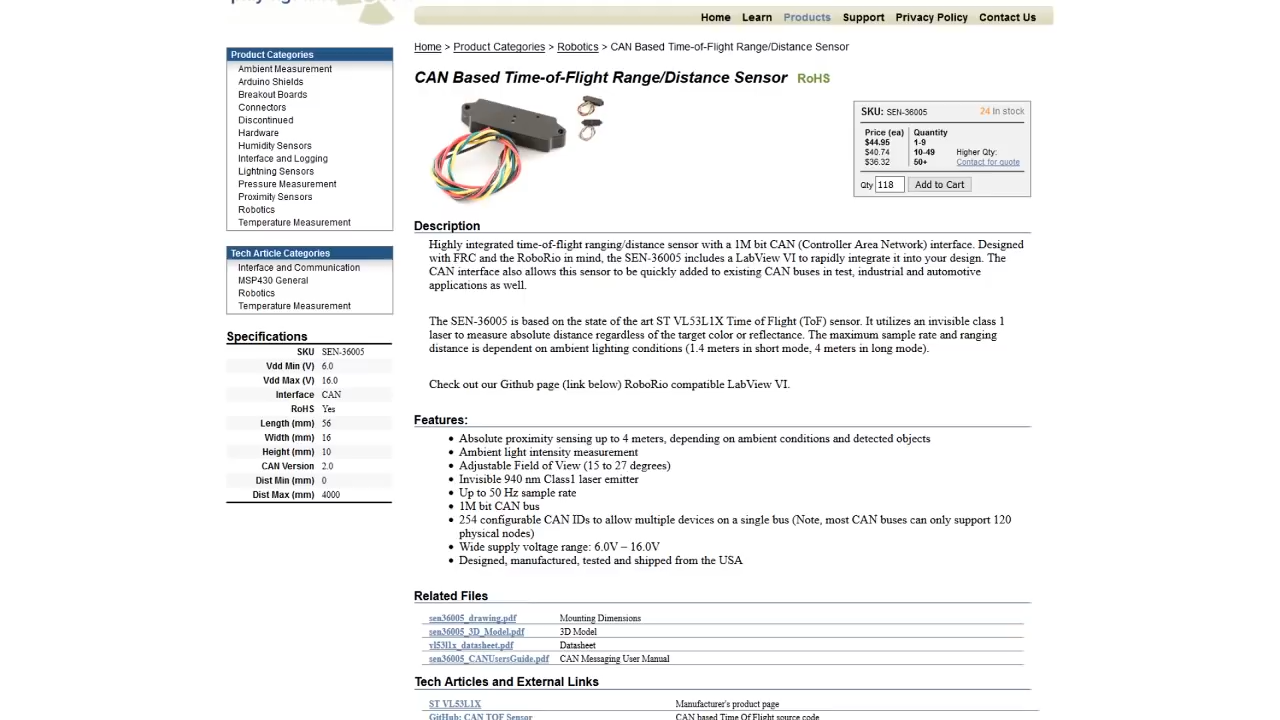 Home Learn Products Support Privacy Policy Contact Us
Home > Product Categories > Robotics > CAN Based Time-of-Flight Range/Distance Sensor
Product Categories
Ambient Measurement
Arduino Shields
Breakout Boards
Connectors
Discontinued
Hardware
Humidity Sensors
Interface and Logging
Lightning Sensors
Pressure Measurement
Proximity Sensors
Robotics
Temperature Measurement
Tech Article Categories
Interface and Communication
MSP430 General
Robotics
Temperature Measurement
Specifications
SKU SEN-36005
Vdd Min (V) 6.0
Vdd Max (V) 16.0
Interface CAN
RoHS Yes
Length (mm) 56
Width (mm) 16
Height (mm) 10
CAN Version 2.0
Dist Min (mm) 0
Dist Max (mm) 4000
CAN Based Time-of-Flight Range/Distance Sensor RoHS
SKU: SEN-36005 24 In stock
Price (ea) Quantity
$44.95 1-9
$40.74 10-49 Higher Qty:
$36.32 50+ Contact for quote
Qty 118 Add to Cart
Description
Highly integrated time-of-flight ranging/distance sensor with a 1M bit CAN (Controller Area Network) interface. Designed
with FRC and the RoboRio in mind, the SEN-36005 includes a LabView VI to rapidly integrate it into your design. The
CAN interface also allows this sensor to be quickly added to existing CAN buses in test, industrial and automotive
applications as well.
The SEN-36005 is based on the state of the art ST VL53L1X Time of Flight (ToF) sensor. It utilizes an invisible class 1
laser to measure absolute distance regardless of the target color or reflectance. The maximum sample rate and ranging
distance is dependent on ambient lighting conditions (1.4 meters in short mode, 4 meters in long mode).
Check out our Github page (link below) RoboRio compatible LabView VI.
Features:
• Absolute proximity sensing up to 4 meters, depending on ambient conditions and detected objects
• Ambient light intensity measurement
• Adjustable Field of View (15 to 27 degrees)
• Invisible 940 nm Class1 laser emitter
• Up to 50 Hz sample rate
• 1M bit CAN bus
• 254 configurable CAN IDs to allow multiple devices on a single bus (Note, most CAN buses can only support 120
physical nodes)
• Wide supply voltage range: 6.0V – 16.0V
• Designed, manufactured, tested and shipped from the USA
Related Files
sen36005_drawing.pdf Mounting Dimensions
sen36005_3D_Model.pdf 3D Model
vl53l1x_datasheet.pdf Datasheet
sen36005_CANUsersGuide.pdf CAN Messaging User Manual
Tech Articles and External Links
ST VL53L1X Manufacturer's product page
GitHub: CAN TOF Sensor CAN based Time Of Flight source code